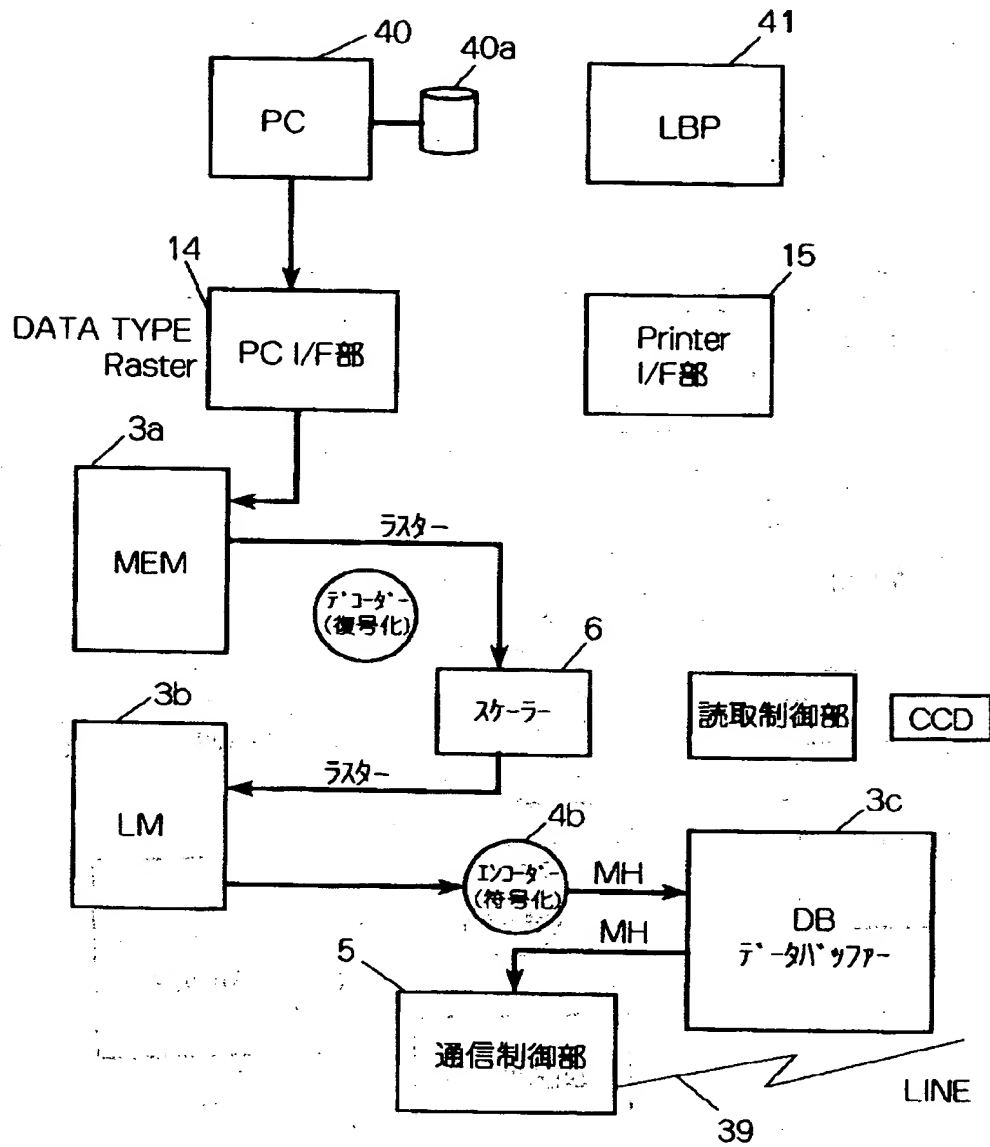 40
40a
41
PC
LBP
14
15
DATA TYPE
Raster
PC I/F部
Printer
I/F部
3a
MEM
ラスター
デコーダー
(復号化)
6
スケーラー
読取制御部
CCD
3b
LM
ラスター
4b
エンコーダー
(符号化)
MH
3c
DB
データバッファー
MH
5
通信制御部
39
LINE